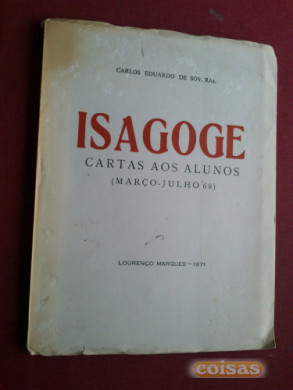 CARLOS EDUARDO DE SOV. RAL
ISAGOGE
CARTAS AOS ALUNOS
(MARÇO-JULHO 68)
LOURENÇO MARQUES — 1971
coisas